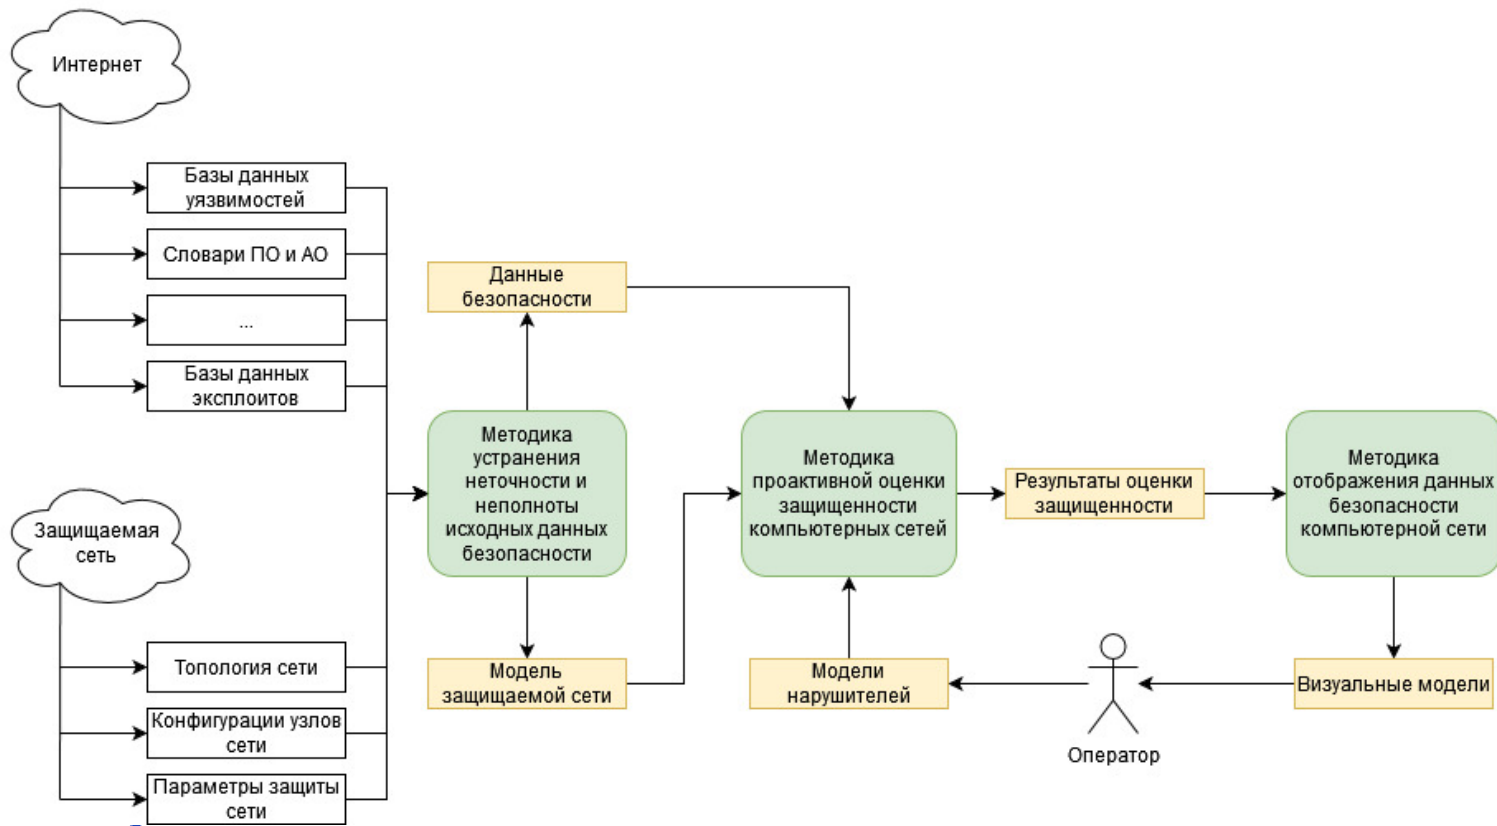 Интернет
Базы данных
уязвимостей
Словари ПО и АО
...
Базы данных
эксплоитов
Защищаемая
сеть
Топология сети
Конфигурации узлов
сети
Параметры защиты
сети
Данные
безопасности
Методика
устранения
неточности и
неполноты
исходных данных
безопасности
Модель
защищаемой сети
Методика
проактивной оценки
защищенности
компьютерных сетей
Модели
нарушителей
Результаты оценки
защищенности
Оператор
Методика
отображения данных
безопасности
компьютерной сети
Визуальные модели